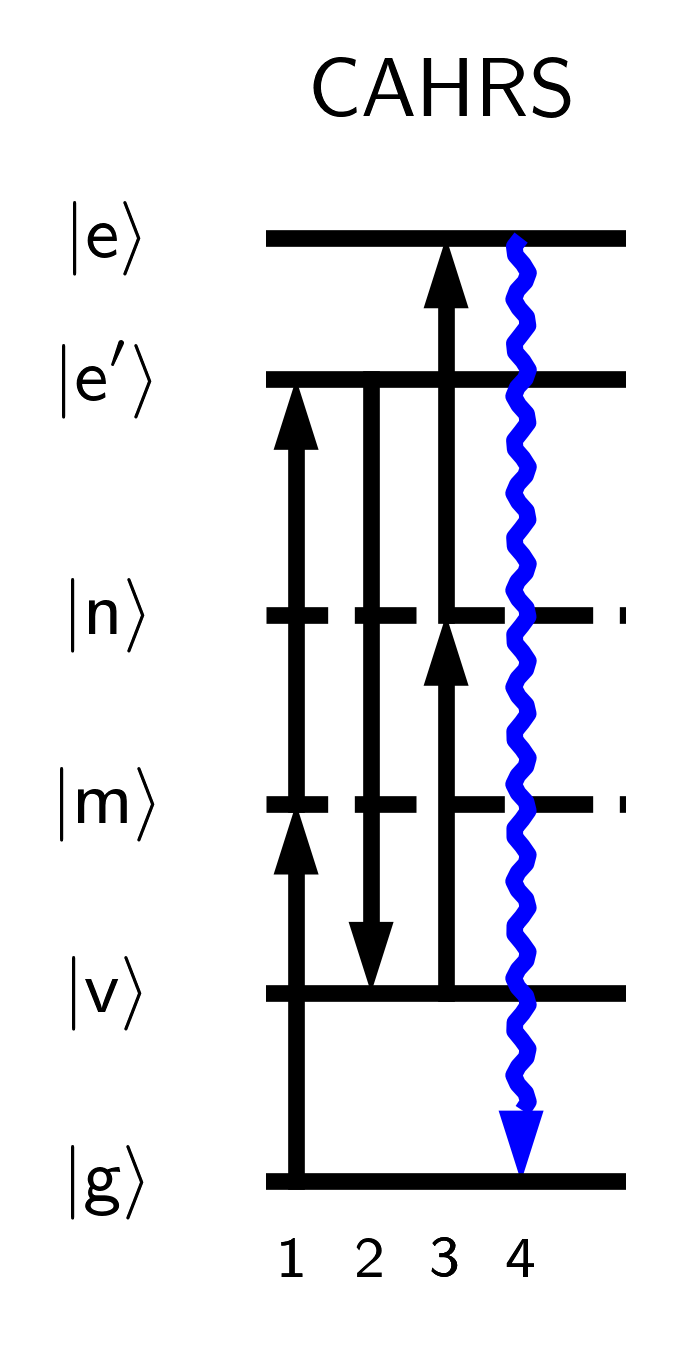 CAHRS
|e⟩
|e′⟩
|n⟩
|m⟩
|v⟩
|g⟩
1 2 3 4